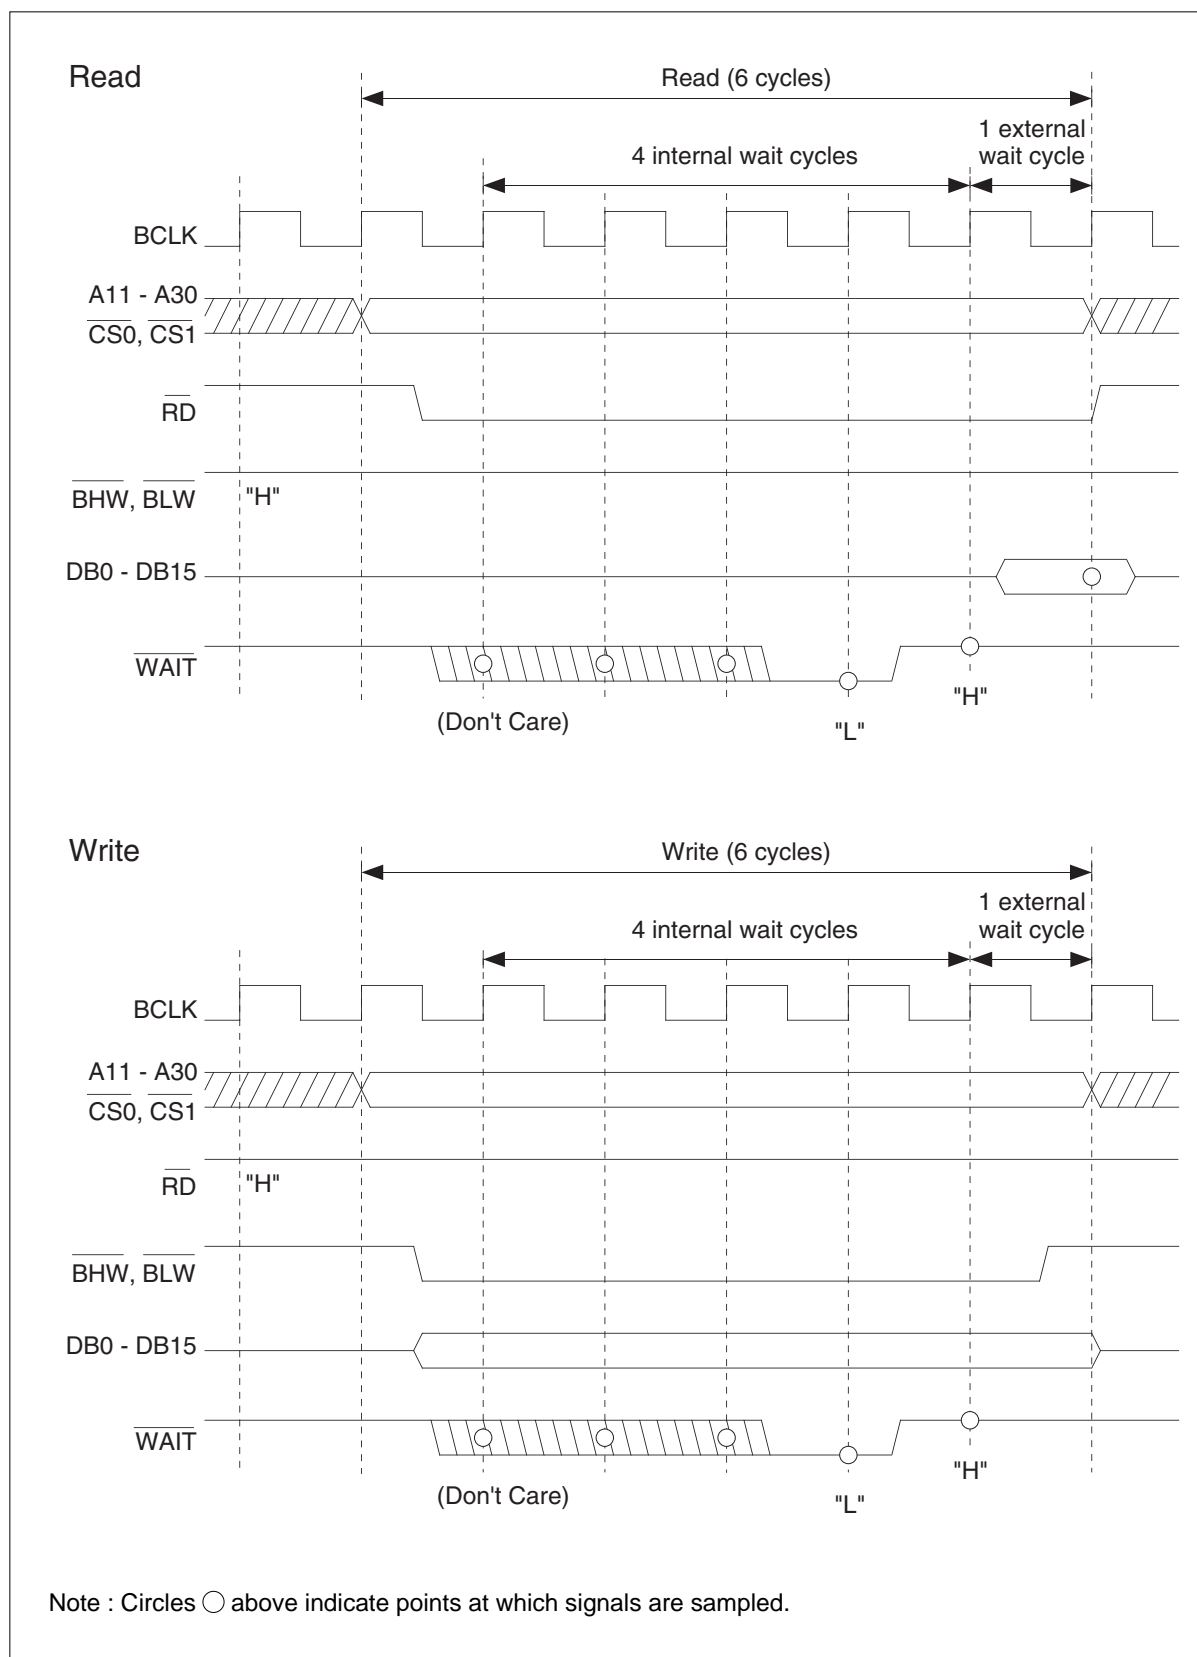 Read
Read (6 cycles)
1 external
4 internal wait cycles wait cycle
BCLK
A11 - A30
CS0, CS1
RD
BHW, BLW "H"
DB0 - DB15
WAIT
"H"
(Don't Care) "L"
Write
Write (6 cycles)
1 external
4 internal wait cycles wait cycle
BCLK
A11 - A30
CS0, CS1
RD "H"
BHW, BLW
DB0 - DB15
WAIT
"H"
(Don't Care) "L"
Note : Circles ○ above indicate points at which signals are sampled.